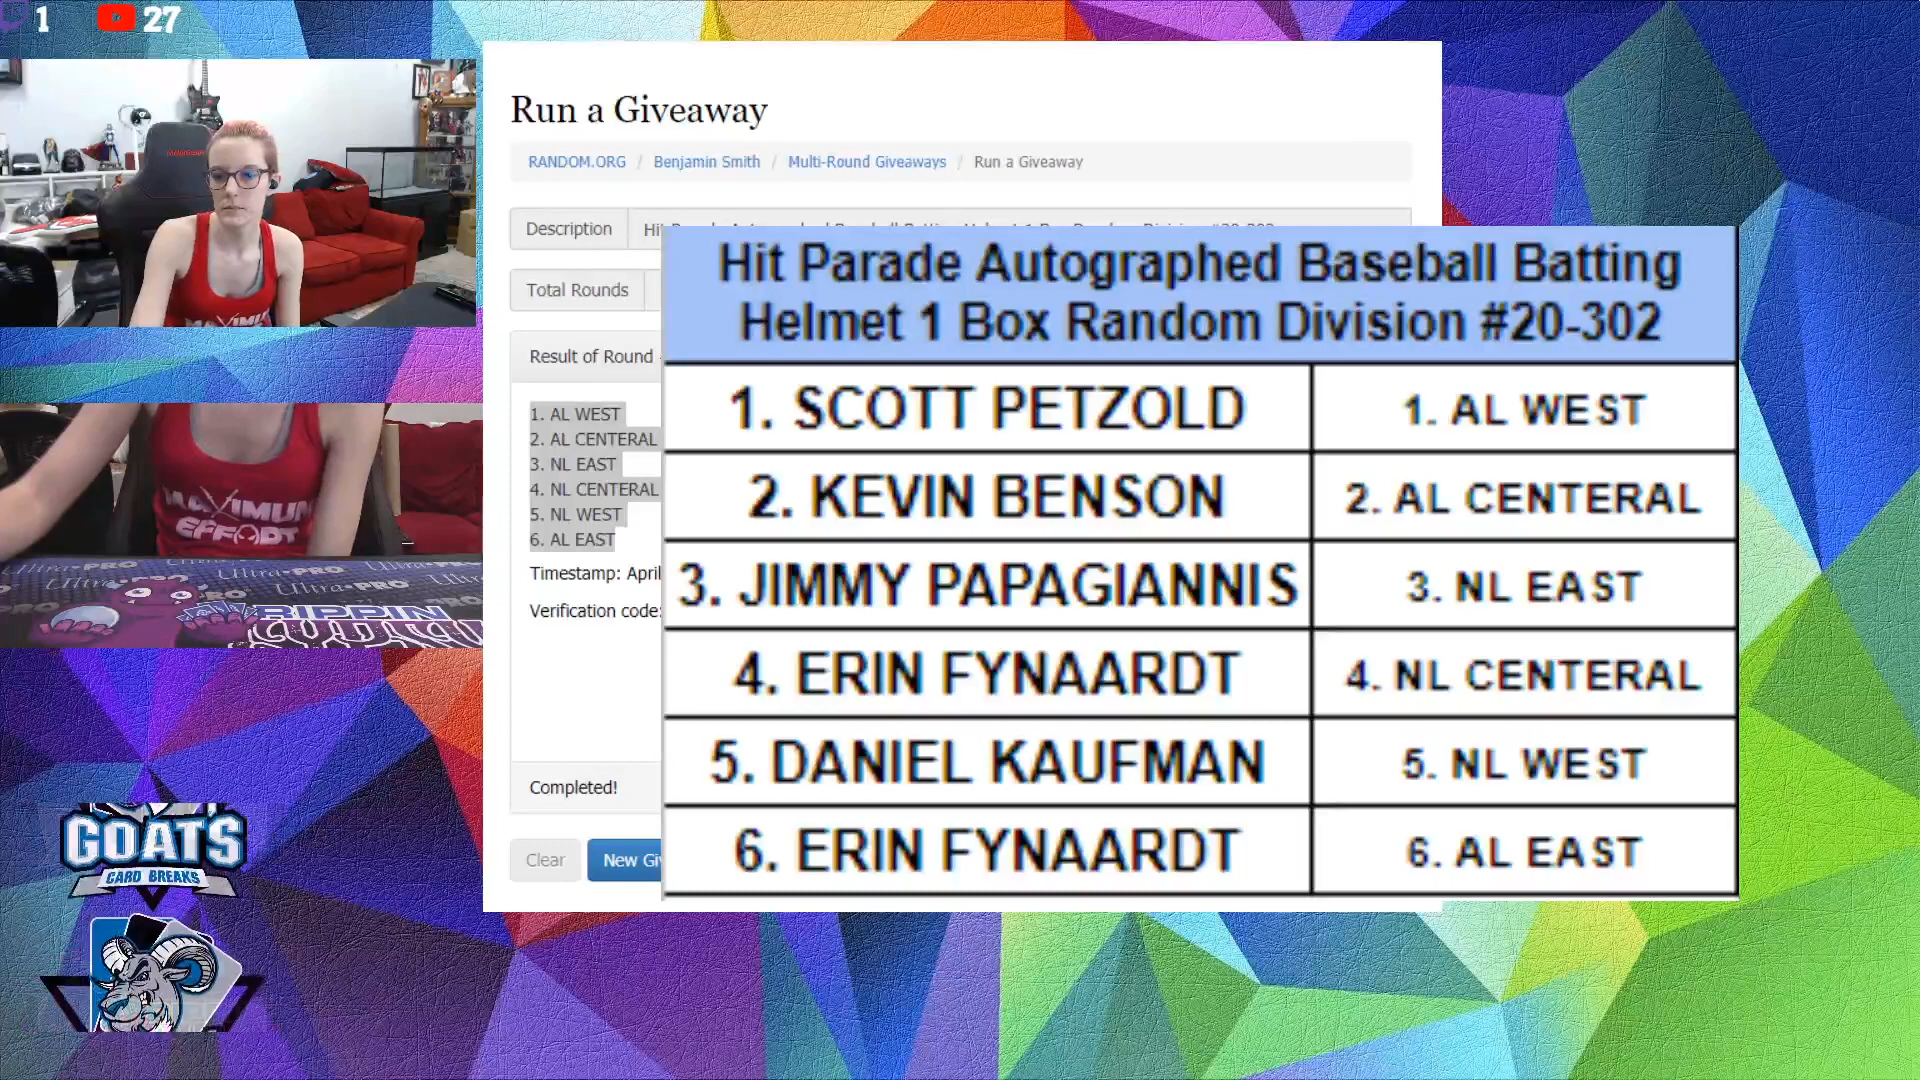 1
27
Run a Giveaway
RANDOM.ORG / Benjamin Smith / Multi-Round Giveaways / Run a Giveaway
Description
Total Rounds
Result of Round
1. AL WEST
2. AL CENTERAL
3. NL EAST
4. NL CENTERAL
5. NL WEST
6. AL EAST
Timestamp: April
Verification code:
Completed!
Clear
New Gi
Hit Parade Autographed Baseball Batting
Helmet 1 Box Random Division #20-302
1. SCOTT PETZOLD 1. AL WEST
2. KEVIN BENSON 2. AL CENTERAL
3. JIMMY PAPAGIANNIS 3. NL EAST
4. ERIN FYNAARDT 4. NL CENTERAL
5. DANIEL KAUFMAN 5. NL WEST
6. ERIN FYNAARDT 6. AL EAST
MAXIMUM
EFFORT
Ultra•PRO
RIPPIN
GOATS
CARD BREAKS